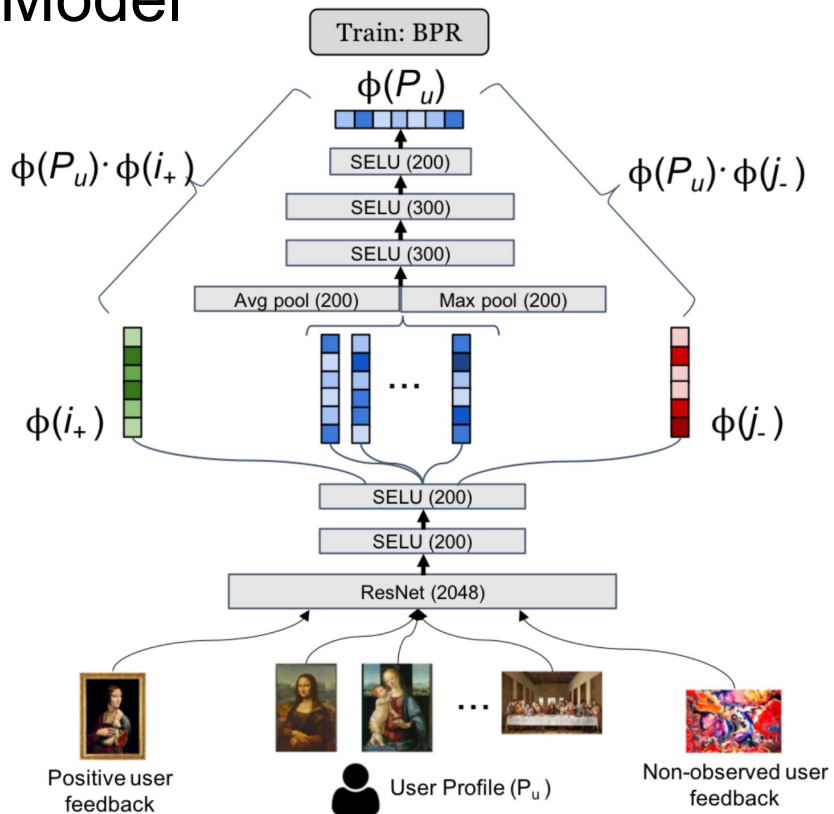 Model
Train: BPR
ϕ(Pᵤ)
ϕ(Pᵤ)· ϕ(i₊)
ϕ(Pᵤ)· ϕ(j₋)
SELU (200)
SELU (300)
SELU (300)
Avg pool (200)
Max pool (200)
...
ϕ(i₊)
ϕ(j₋)
SELU (200)
SELU (200)
ResNet (2048)
...
Positive user
feedback
User Profile (Pᵤ)
Non-observed user
feedback